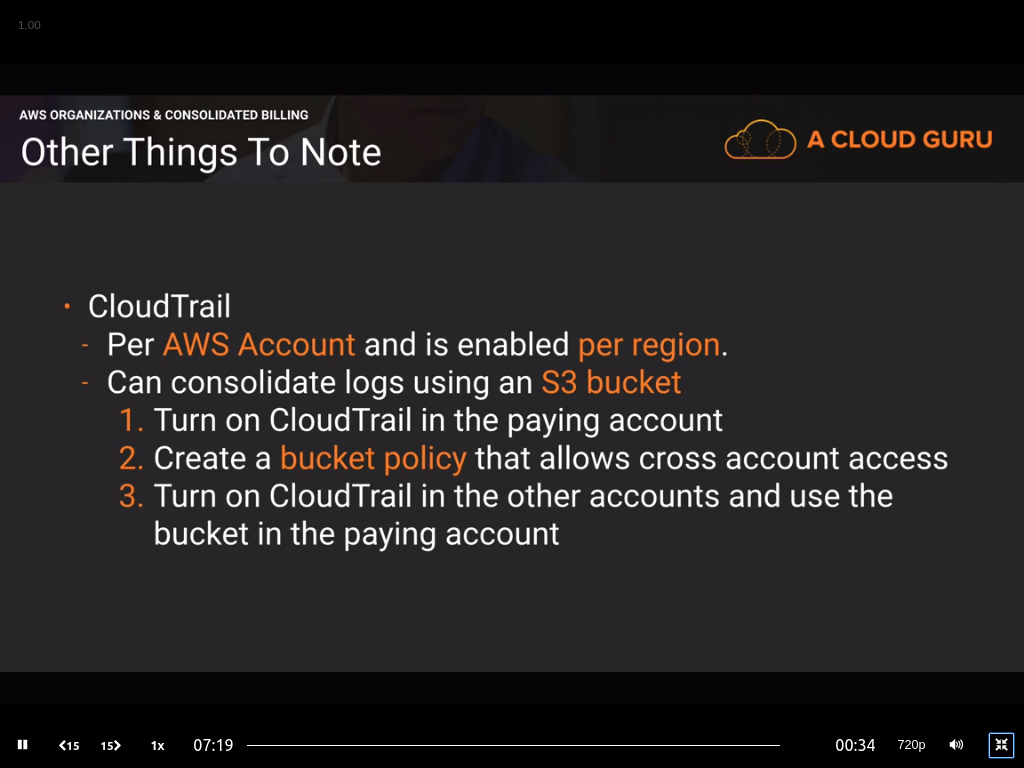 1.00
AWS ORGANIZATIONS & CONSOLIDATED BILLING
Other Things To Note
A CLOUD GURU
• CloudTrail
- Per AWS Account and is enabled per region.
- Can consolidate logs using an S3 bucket
1. Turn on CloudTrail in the paying account
2. Create a bucket policy that allows cross account access
3. Turn on CloudTrail in the other accounts and use the
bucket in the paying account
15 15 1x 07:19 00:34 720p